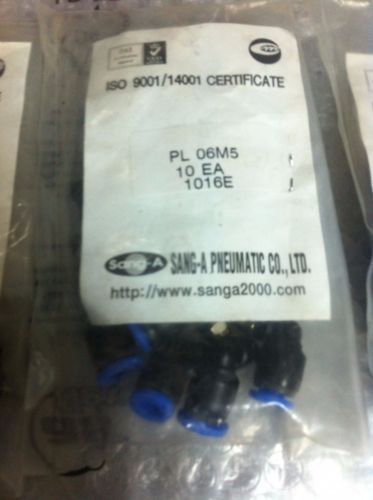 ISO 9001/14001 CERTIFICATE
PL 06M5
10 EA
1016E
Sang-A SANG-A PNEUMATIC CO., LTD.
http://www.sanga2000.com